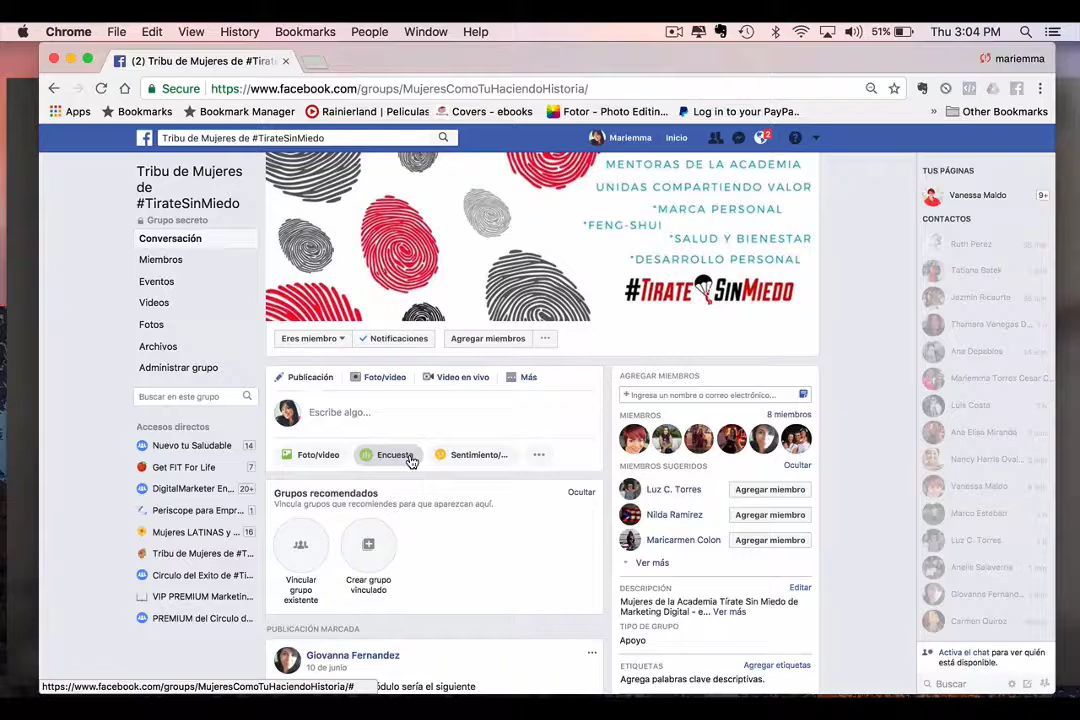 Chrome File Edit View History Bookmarks People Window Help 51% Thu 3:04 PM
(2) Tribu de Mujeres de #Tirate mariemma
Secure https://www.facebook.com/groups/MujeresComoTuHaciendoHistoria/
Apps Bookmarks Bookmark Manager Rainierland | Peliculas Covers - ebooks Fotor - Photo Editin... Log in to your PayPa... » Other Bookmarks
Tribu de Mujeres de #TirateSinMiedo Mariemma Inicio 2
Tribu de Mujeres
de
#TirateSinMiedo
Grupo secreto
Conversación
Miembros
Eventos
Videos
Fotos
Archivos
Administrar grupo
Buscar en este grupo
Accesos directos
Nuevo tu Saludable 14
Get FIT For Life 7
DigitalMarketer En... 20+
Periscope para Empr... 1
Mujeres LATINAS y ... 16
Tribu de Mujeres de #T...
Circulo del Exito de #Ti...
VIP PREMIUM Marketin...
PREMIUM del Circulo d...
MENTORAS DE LA ACADEMIA
UNIDAS COMPARTIENDO VALOR
*MARCA PERSONAL
*FENG-SHUI
*SALUD Y BIENESTAR
*DESARROLLO PERSONAL
#TIRATE SINMIEDO
Eres miembro Notificaciones Agregar miembros ...
Publicación Foto/video Video en vivo Más
Escribe algo...
Foto/video Encuesta Sentimiento/... ...
Grupos recomendados Ocultar
Vincula grupos que recomiendes para que aparezcan aquí.
Vincular
grupo
existente
Crear grupo
vinculado
PUBLICACIÓN MARCADA
Giovanna Fernandez ...
10 de junio
ódulo sería el siguiente
AGREGAR MIEMBROS
+ Ingresa un nombre o correo electrónico...
MIEMBROS 8 miembros
MIEMBROS SUGERIDOS Ocultar
Luz C. Torres Agregar miembro
Nilda Ramirez Agregar miembro
Maricarmen Colon Agregar miembro
Ver más
DESCRIPCIÓN Editar
Mujeres de la Academia Tírate Sin Miedo de
Marketing Digital - e... Ver más
TIPO DE GRUPO
Apoyo
ETIQUETAS Agregar etiquetas
Agrega palabras clave descriptivas.
TUS PÁGINAS
Vanessa Maldo 9+
CONTACTOS
Ruth Perez
Tatiana Batek
Jazmin Ricaurte
Thamara Venegas D...
Ana Depablos
Mariemma Torres Cesar C...
Luis Costa
Ana Elisa Miranda
Nancy Harris Oval...
Vanessa Maldo
Marco Estebair
Luz C. Torres
Anelie Salaverria
Giovanna Fernand...
Carmen Quiroz
Activa el chat para ver quién
está disponible.
Buscar
https://www.facebook.com/groups/MujeresComoTuHaciendoHistoria/#